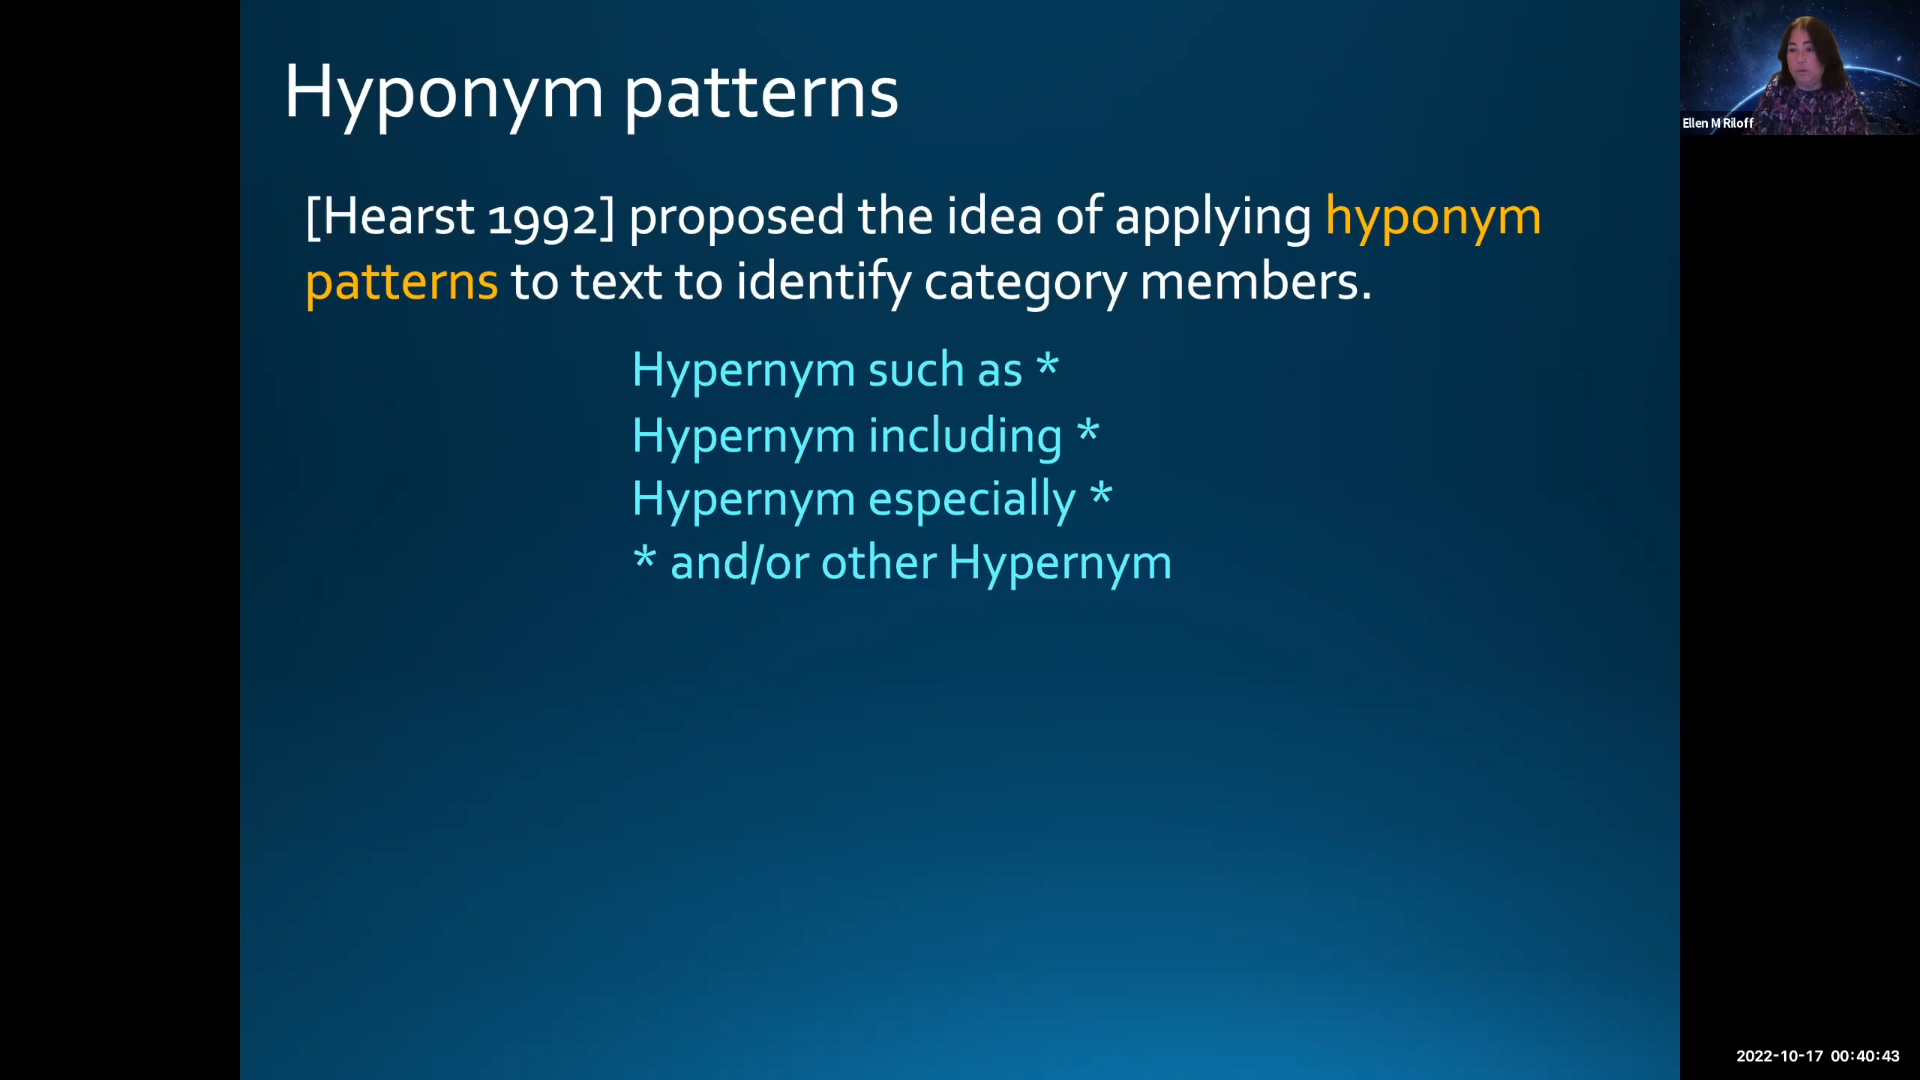 Hyponym patterns
[Hearst 1992] proposed the idea of applying hyponym
patterns to text to identify category members.
Hypernym such as *
Hypernym including *
Hypernym especially *
* and/or other Hypernym
Ellen M Riloff
2022-10-17 00:40:43